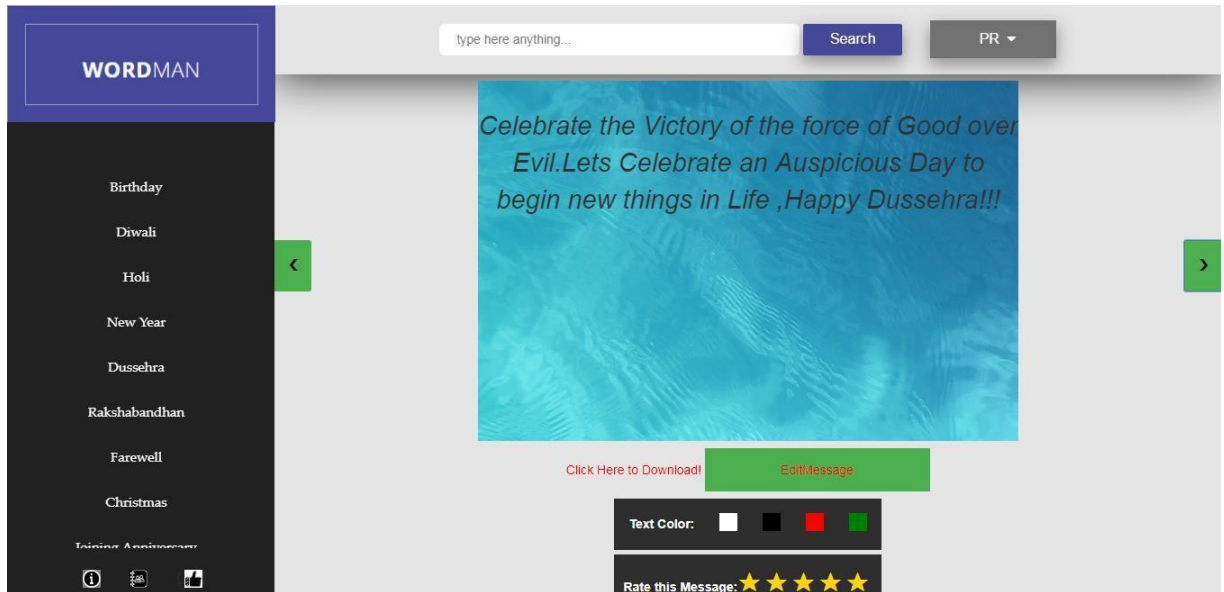 WORDMAN
type here anything...
Search
PR
Celebrate the Victory of the force of Good over
Evil.Lets Celebrate an Auspicious Day to
begin new things in Life ,Happy Dussehra!!!
Birthday
Diwali
Holi
New Year
Dussehra
Rakshabandhan
Farewell
Christmas
Joining Anniversary
Click Here to Download!
EditMessage
Text Color:
Rate this Message: